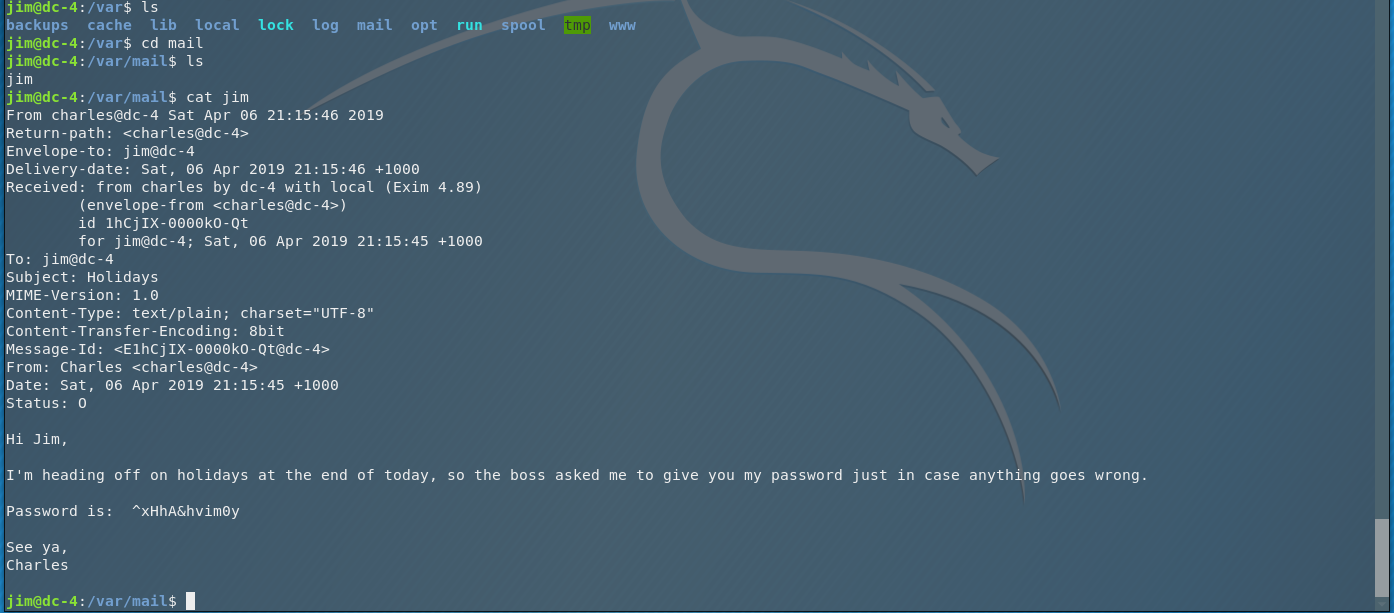 jim@dc-4:/var$ ls
backups  cache  lib  local  lock  log  mail  opt  run  spool  tmp  www
jim@dc-4:/var$ cd mail
jim@dc-4:/var/mail$ ls
jim
jim@dc-4:/var/mail$ cat jim
From charles@dc-4 Sat Apr 06 21:15:46 2019
Return-path: <charles@dc-4>
Envelope-to: jim@dc-4
Delivery-date: Sat, 06 Apr 2019 21:15:46 +1000
Received: from charles by dc-4 with local (Exim 4.89)
        (envelope-from <charles@dc-4>)
        id 1hCjIX-0000kO-Qt
        for jim@dc-4; Sat, 06 Apr 2019 21:15:45 +1000
To: jim@dc-4
Subject: Holidays
MIME-Version: 1.0
Content-Type: text/plain; charset="UTF-8"
Content-Transfer-Encoding: 8bit
Message-Id: <E1hCjIX-0000kO-Qt@dc-4>
From: Charles <charles@dc-4>
Date: Sat, 06 Apr 2019 21:15:45 +1000
Status: O

Hi Jim,

I'm heading off on holidays at the end of today, so the boss asked me to give you my password just in case anything goes wrong.

Password is:  ^xHhA&hvim0y

See ya,
Charles

jim@dc-4:/var/mail$